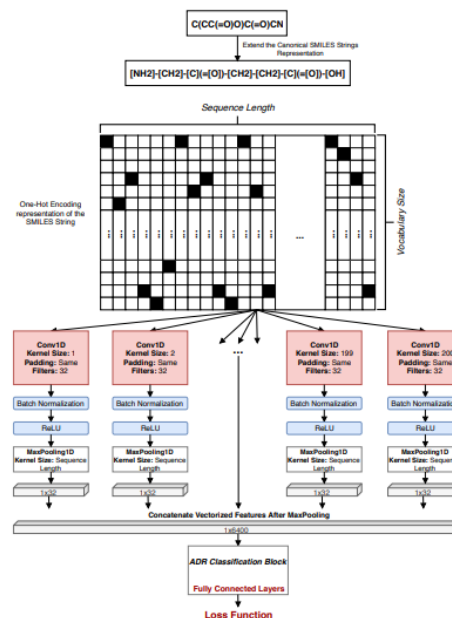 C(CC(=O)O)C(=O)CN
Extend the Canonical SMILES Strings
Representation
[NH2]-[CH2]-[C](=[O])-[CH2]-[CH2]-[C](=[O])-[OH]
Sequence Length
One-Hot Encoding
representation of the
SMILES String
...
Vocabulary Size
Conv1D
Kernel Size: 1
Padding: Same
Filters: 32
Conv1D
Kernel Size: 2
Padding: Same
Filters: 32
...
Conv1D
Kernel Size: 199
Padding: Same
Filters: 32
Conv1D
Kernel Size: 200
Padding: Same
Filters: 32
Batch Normalization
Batch Normalization
Batch Normalization
Batch Normalization
ReLU
ReLU
ReLU
ReLU
MaxPooling1D
Kernel Size: Sequence
Length
MaxPooling1D
Kernel Size: Sequence
Length
MaxPooling1D
Kernel Size: Sequence
Length
MaxPooling1D
Kernel Size: Sequence
Length
1x32
1x32
1x32
1x32
Concatenate Vectorized Features After MaxPooling
1x6400
ADR Classification Block
Fully Connected Layers
Loss Function